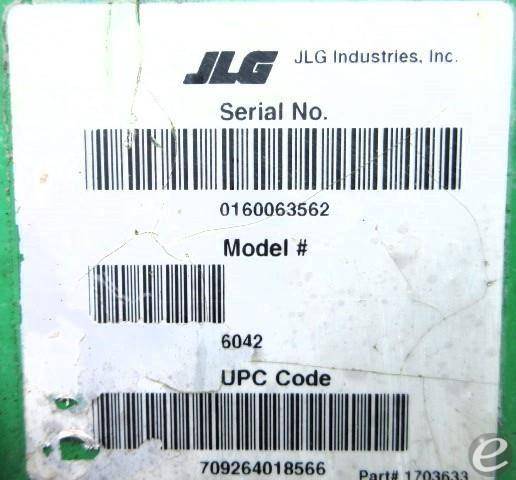 JLG JLG Industries, Inc.
Serial No.
0160063562
Model #
6042
UPC Code
709264018566
Part# 1703633
e